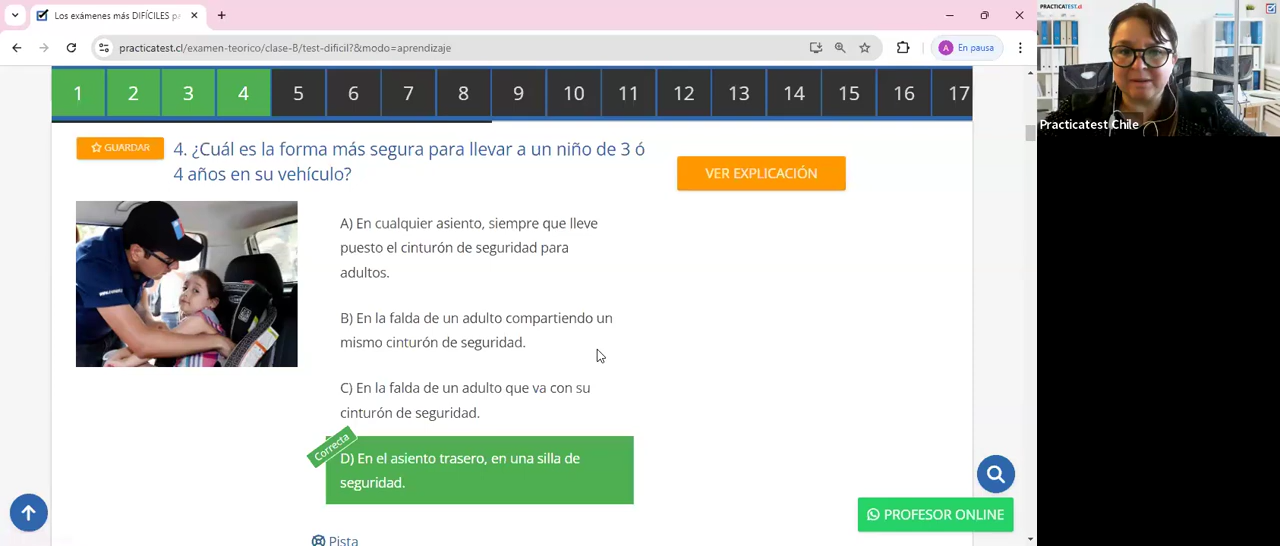 Los exámenes más DIFÍCILES pa
practicatest.cl/examen-teorico/clase-B/test-dificil?&modo=aprendizaje
A
En pausa
1 2 3 4 5 6 7 8 9 10 11 12 13 14 15 16 17
GUARDAR
4. ¿Cuál es la forma más segura para llevar a un niño de 3 ó
4 años en su vehículo?
VER EXPLICACIÓN
A) En cualquier asiento, siempre que lleve
puesto el cinturón de seguridad para
adultos.
B) En la falda de un adulto compartiendo un
mismo cinturón de seguridad.
C) En la falda de un adulto que va con su
cinturón de seguridad.
Correcta
D) En el asiento trasero, en una silla de
seguridad.
Pista
PROFESOR ONLINE
PRACTICATEST.cl
Practicatest Chile